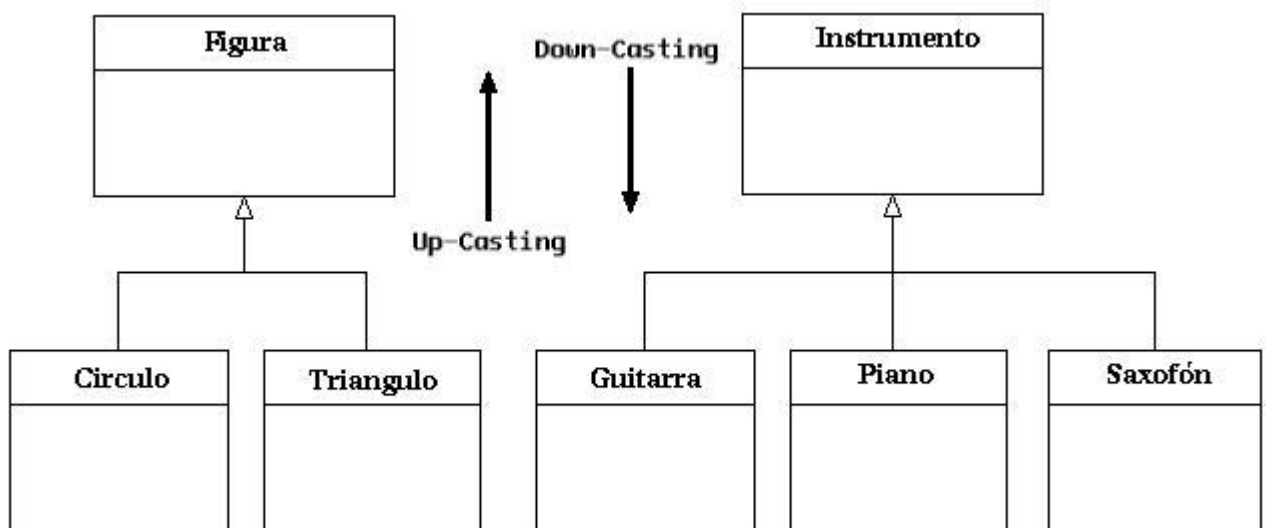 Figura
Down-Casting
Instrumento
Up-Casting
Circulo
Triangulo
Guitarra
Piano
Saxofón